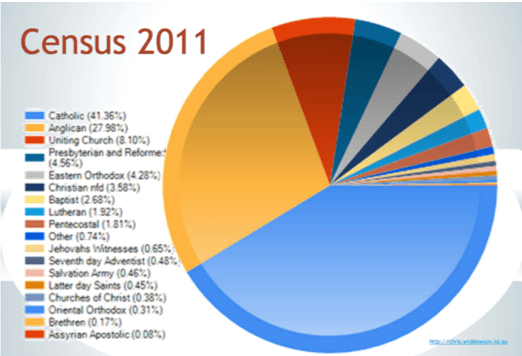 Census 2011
Catholic (41.36%)
Anglican (27.98%)
Uniting Church (8.10%)
Presbyterian and Reformed
(4.56%)
Eastern Orthodox (4.28%)
Christian nfd (3.58%)
Baptist (2.68%)
Lutheran (1.92%)
Pentecostal (1.81%)
Other (0.74%)
Jehovahs Witnesses (0.65%)
Seventh day Adventist (0.48%)
Salvation Army (0.46%)
Latter day Saints (0.45%)
Churches of Christ (0.38%)
Oriental Orthodox (0.31%)
Brethren (0.17%)
Assyrian Apostolic (0.08%)